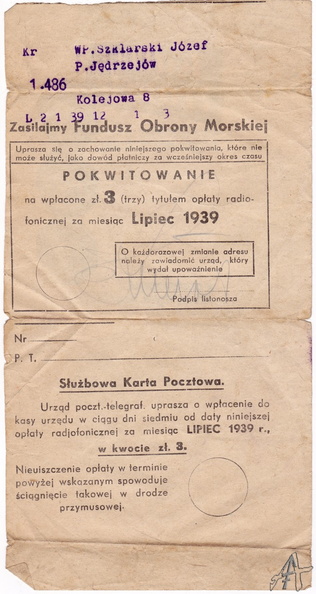 Kr WP.Szklarski Józef
P.Jędrzejów
1.486
Kolejowa 8
L 2 1 39 12 1 3
Zasilajmy Fundusz Obrony Morskiej
Uprasza się o zachowanie niniejszego pokwitowania, które nie
może służyć, jako dowód płatniczy za wcześniejszy okres czasu
POKWITOWANIE
na wpłacone zł. 3 (trzy) tytułem opłaty radio-
fonicznej za miesiąc Lipiec 1939
O każdorazowej zmianie adresu
należy zawiadomić urząd, który
wydał upoważnienie
Podpis listonosza
Nr
P. T.
Służbowa Karta Pocztowa.
Urząd poczt.-telegraf. uprasza o wpłacenie do
kasy urzędu w ciągu dni siedmiu od daty niniejszej
opłaty radjofonicznej za miesiąc LIPIEC 1939 r.,
w kwocie zł. 3.
Nieuiszczenie opłaty w terminie
powyżej wskazanym spowoduje
ściągnięcie takowej w drodze
przymusowej.